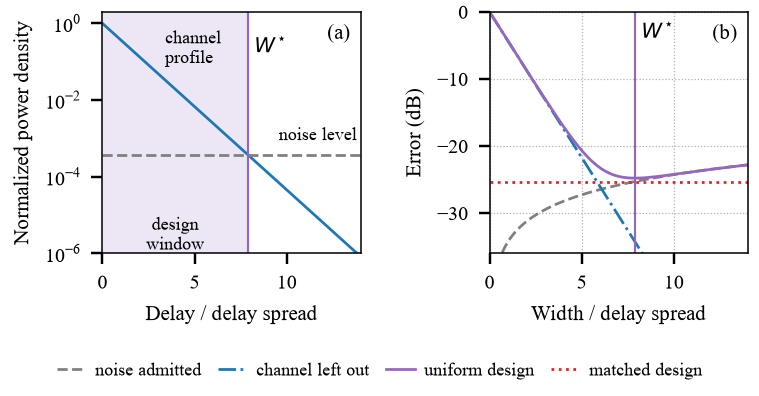 Normalized power density
10⁰
10⁻²
10⁻⁴
10⁻⁶
channel
profile
W⋆
(a)
noise level
design
window
0
5
10
Delay / delay spread
Error (dB)
0
−10
−20
−30
W⋆
(b)
0
5
10
Width / delay spread
noise admitted
channel left out
uniform design
matched design